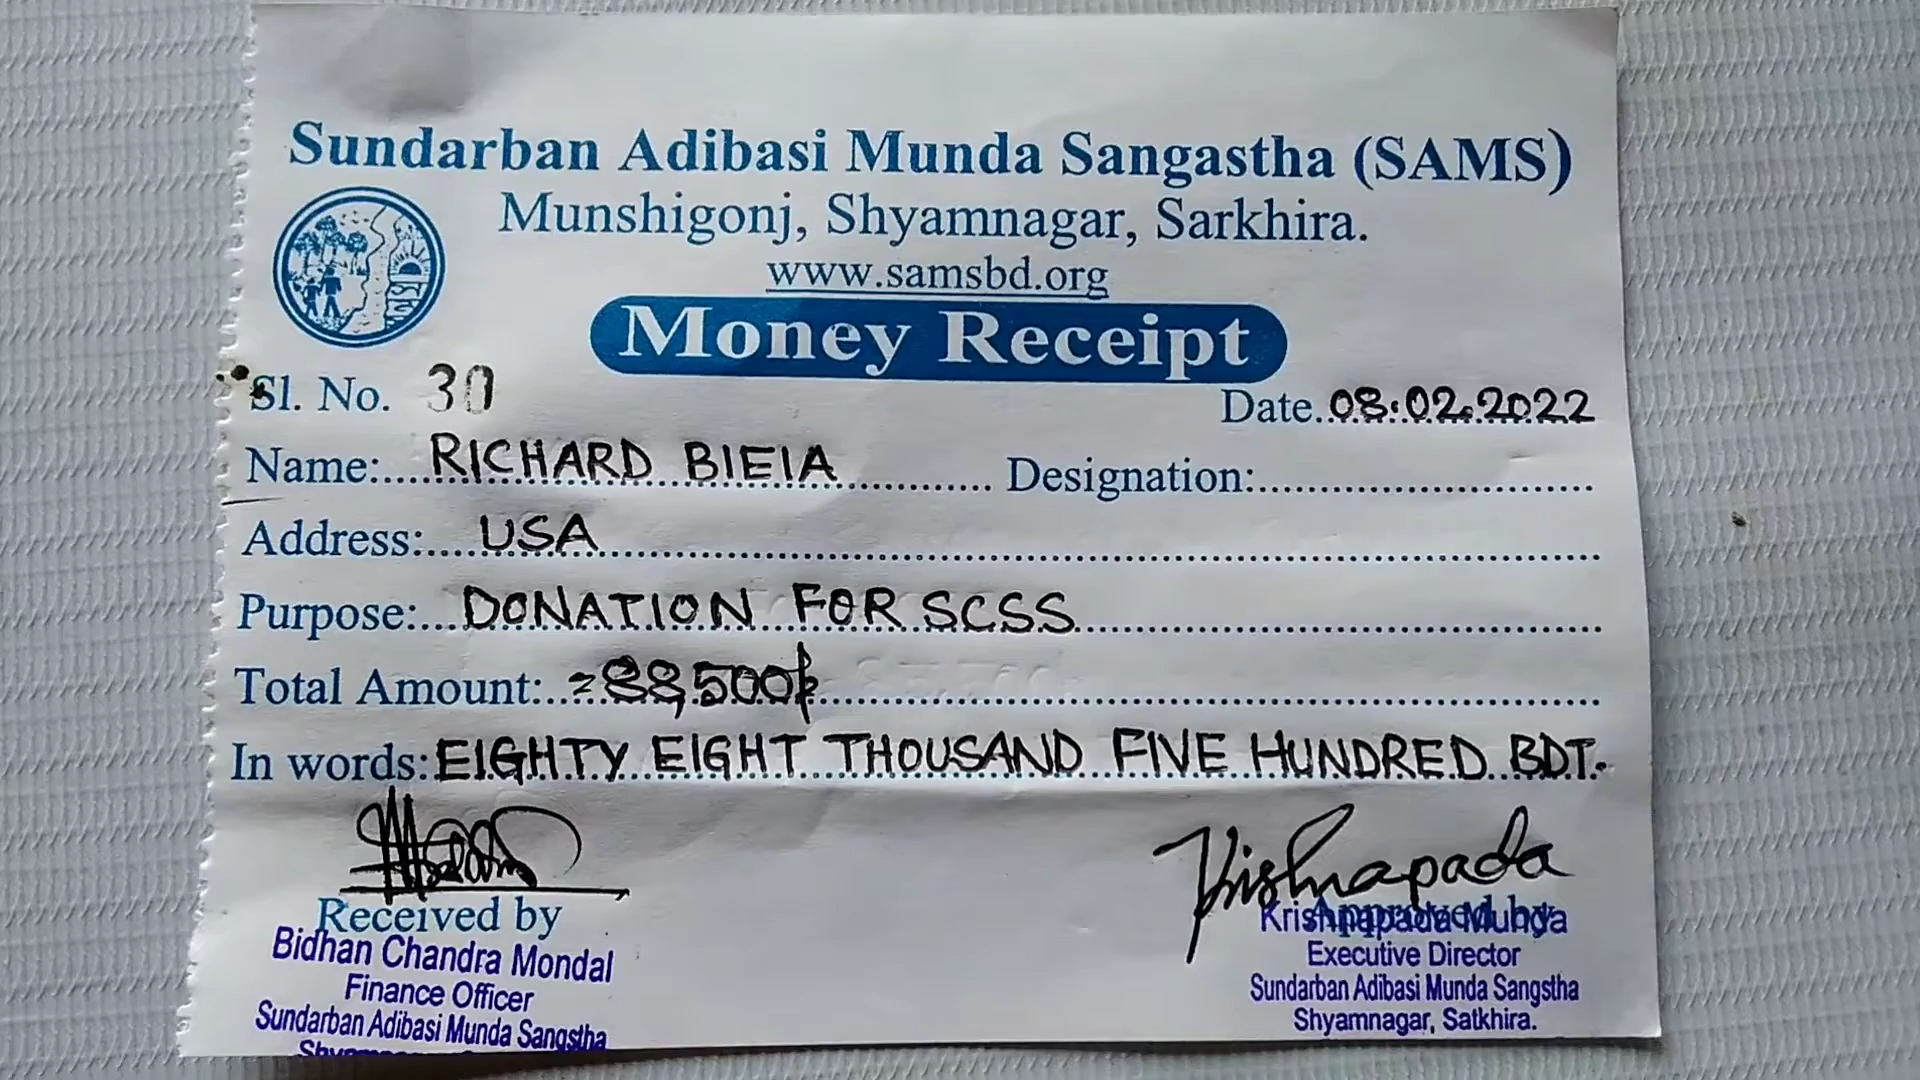 Sundarban Adibasi Munda Sangastha (SAMS)
Munshigonj, Shyamnagar, Sarkhira.
www.samsbd.org
Money Receipt
Sl. No. 30
Date. 08.02.2022
Name: RICHARD BIEIA Designation:
Address: USA
Purpose: DONATION FOR SCSS
Total Amount: =88,500৳
In words: EIGHTY EIGHT THOUSAND FIVE HUNDRED BDT.
Krishnapada
Received by
Approved by
Bidhan Chandra Mondal
Finance Officer
Sundarban Adibasi Munda Sangstha
Krishnapada Munda
Executive Director
Sundarban Adibasi Munda Sangstha
Shyamnagar, Satkhira.